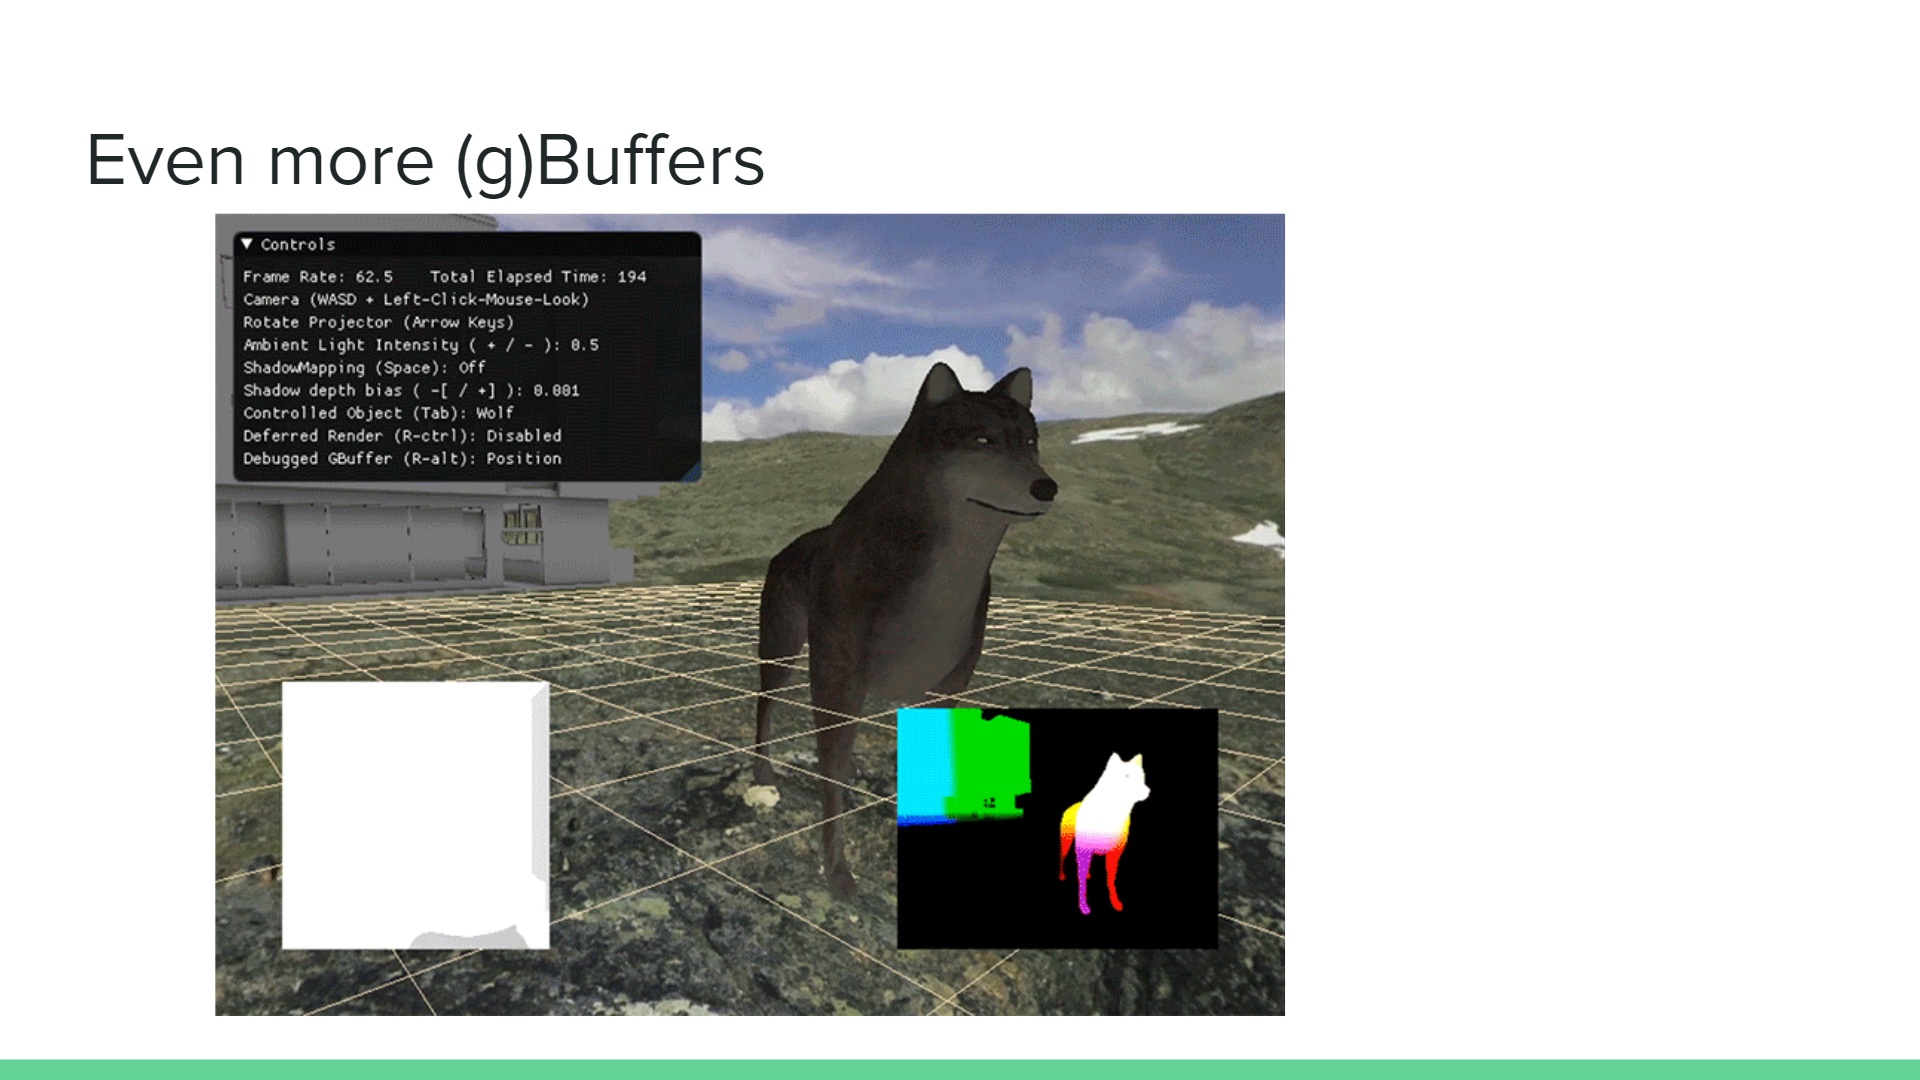 Even more (g)Buffers
▼ Controls
Frame Rate: 62.5 Total Elapsed Time: 194
Camera (WASD + Left-Click-Mouse-Look)
Rotate Projector (Arrow Keys)
Ambient Light Intensity ( + / - ): 0.5
ShadowMapping (Space): Off
Shadow depth bias ( -[ / +] ): 0.001
Controlled Object (Tab): Wolf
Deferred Render (R-ctrl): Disabled
Debugged GBuffer (R-alt): Position